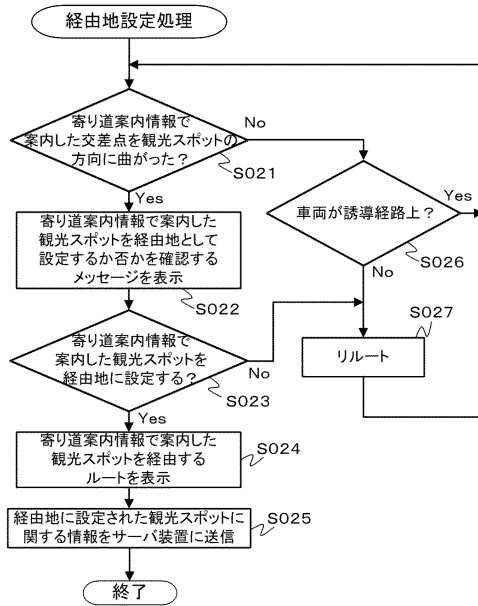 経由地設定処理
寄り道案内情報で
案内した交差点を観光スポットの
方向に曲がった？
No
S021
Yes
車両が誘導経路上？
Yes
S026
No
寄り道案内情報で案内した
観光スポットを経由地として
設定するか否かを確認する
メッセージを表示
S022
S027
リルート
寄り道案内情報で
案内した観光スポットを
経由地に設定する？
No
S023
Yes
寄り道案内情報で案内した
観光スポットを経由する
ルートを表示
S024
経由地に設定された観光スポットに
関する情報をサーバ装置に送信
S025
終了